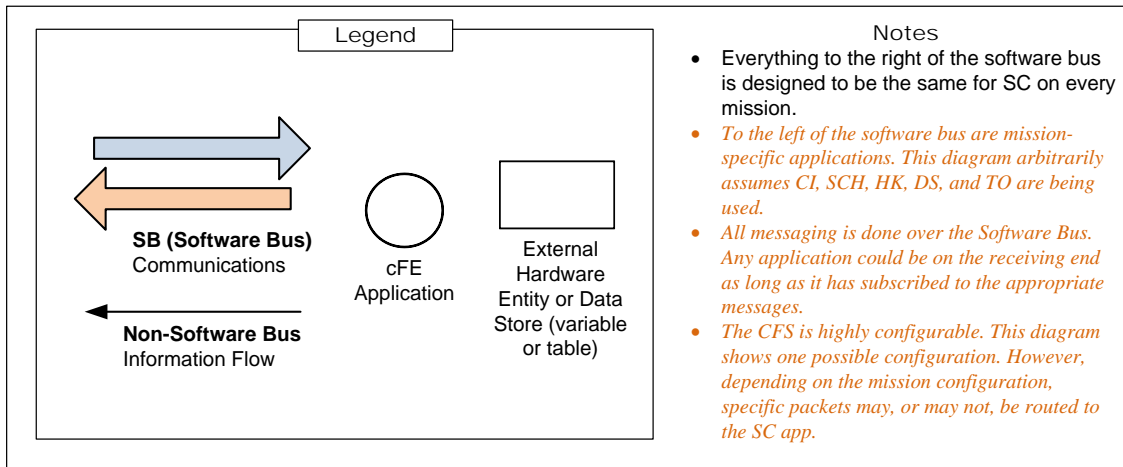 Legend
SB (Software Bus)
Communications
Non-Software Bus
Information Flow
cFE
Application
External
Hardware
Entity or Data
Store (variable
or table)
Notes
• Everything to the right of the software bus
is designed to be the same for SC on every
mission.
• To the left of the software bus are mission-
specific applications. This diagram arbitrarily
assumes CI, SCH, HK, DS, and TO are being
used.
• All messaging is done over the Software Bus.
Any application could be on the receiving end
as long as it has subscribed to the appropriate
messages.
• The CFS is highly configurable. This diagram
shows one possible configuration. However,
depending on the mission configuration,
specific packets may, or may not, be routed to
the SC app.